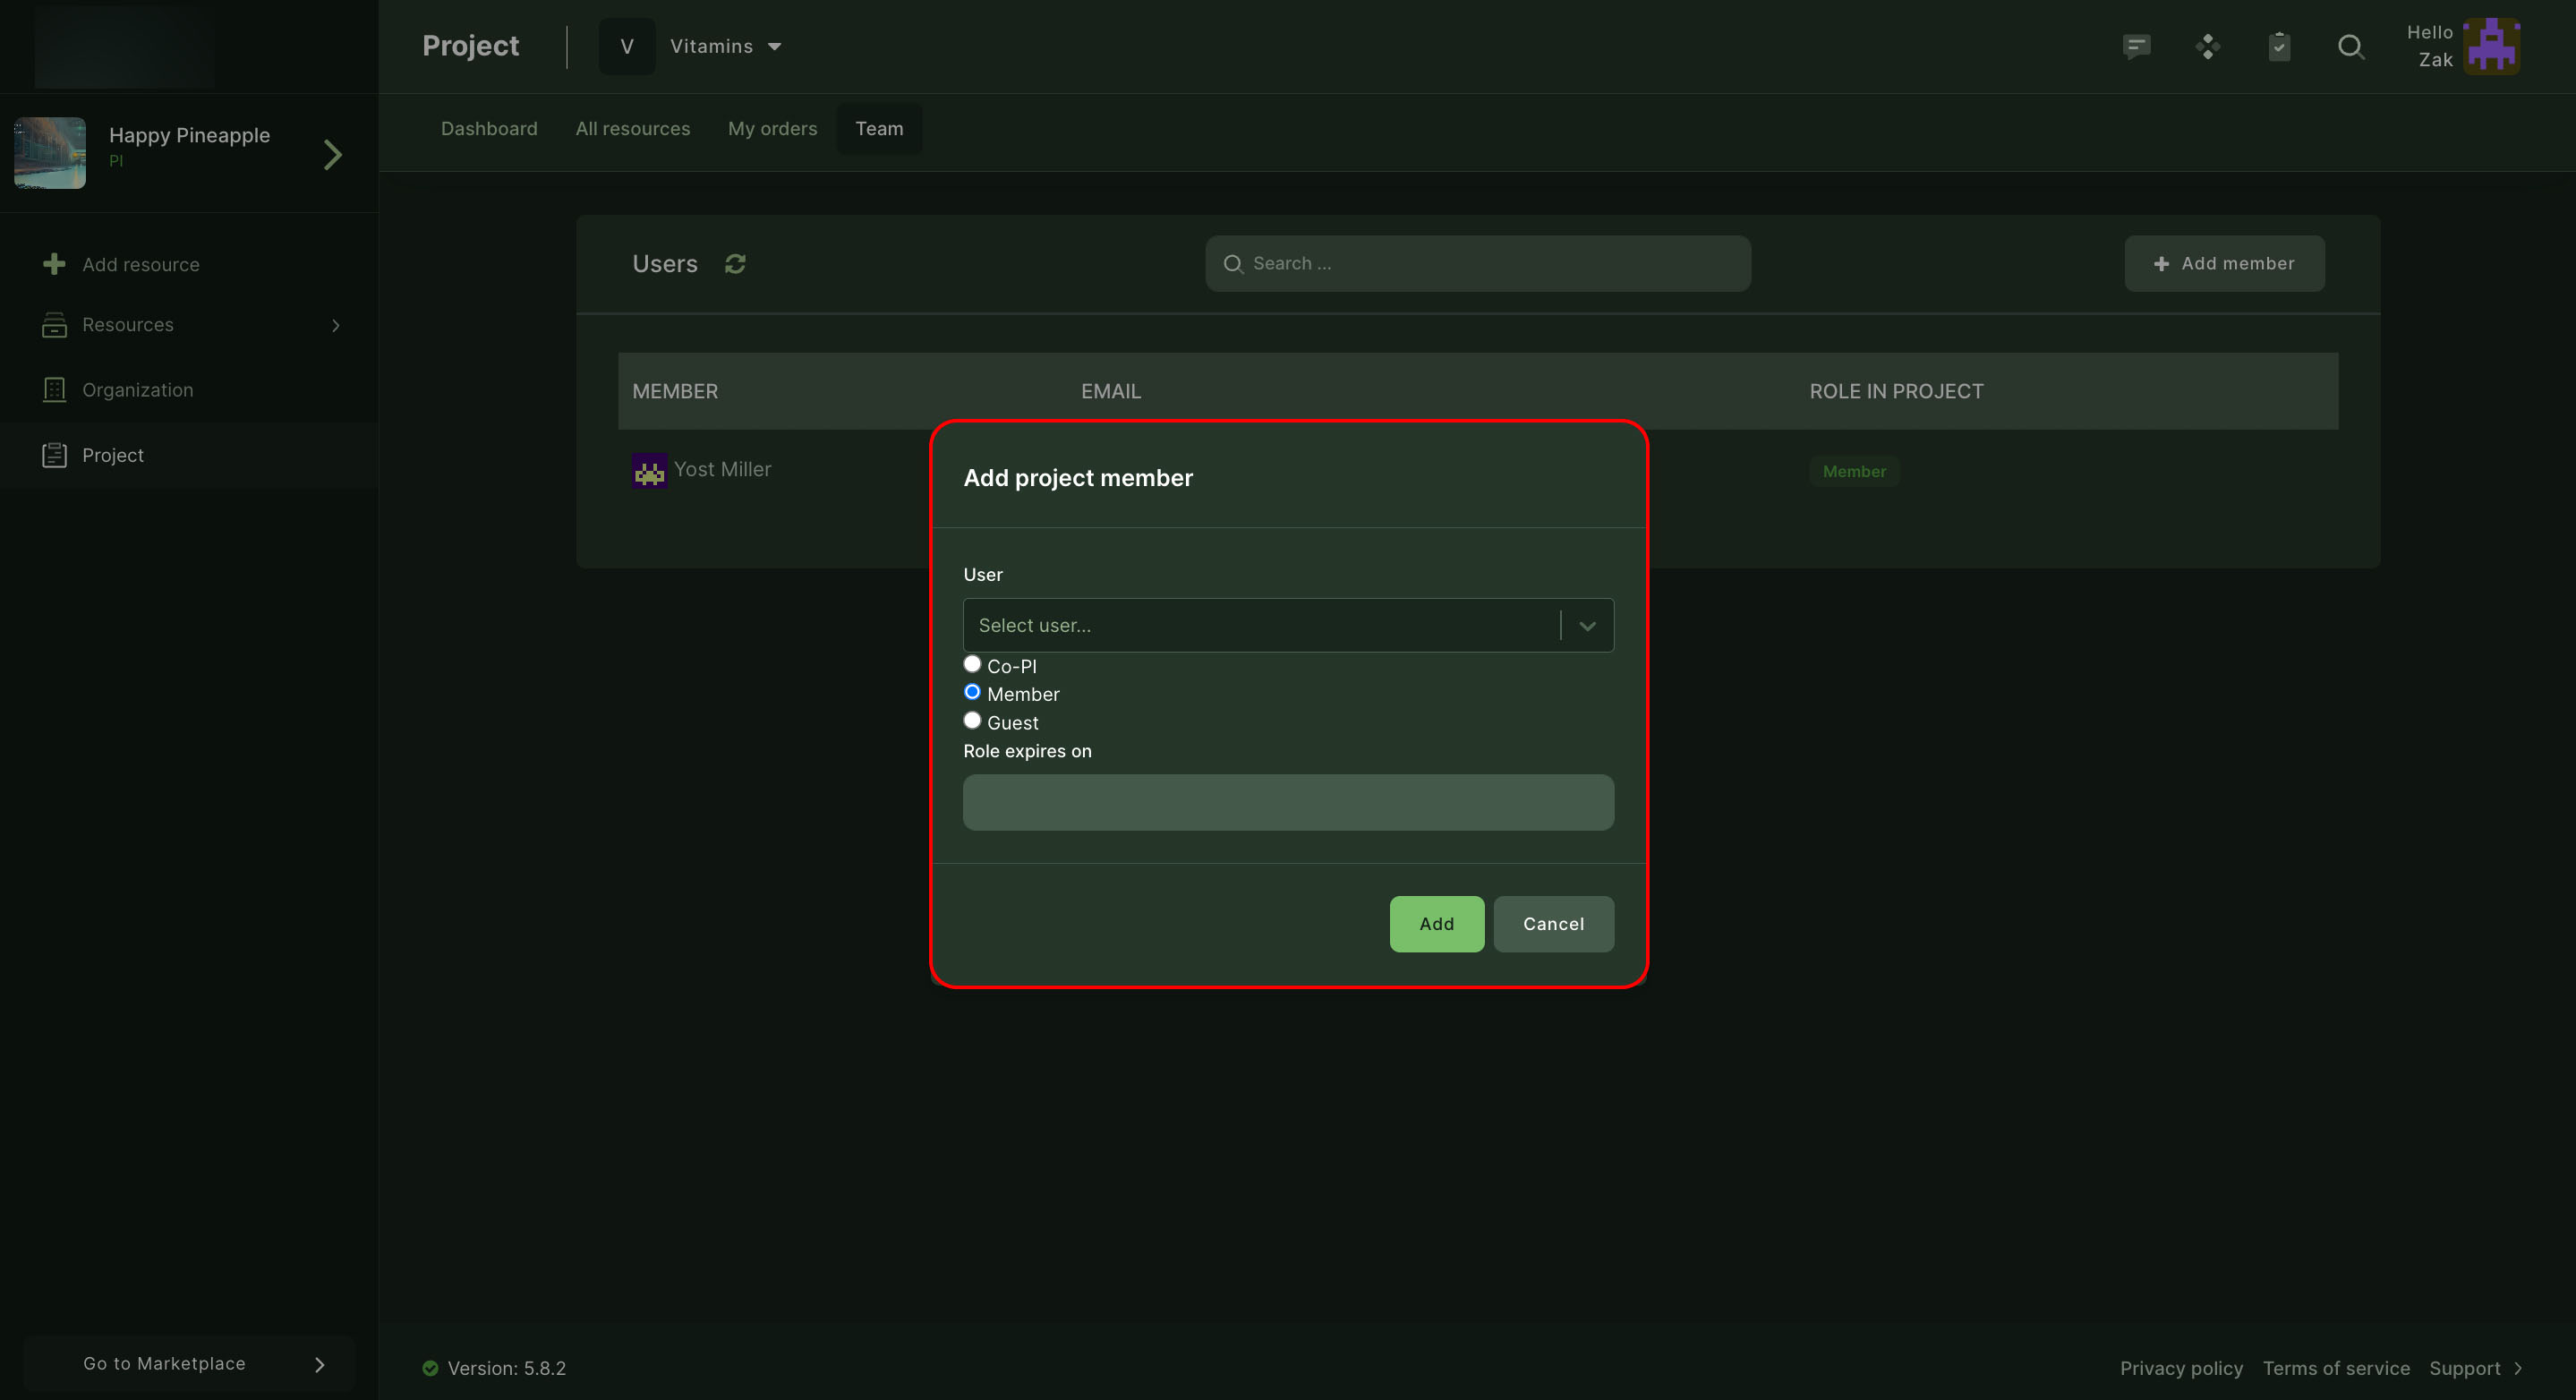 Project
V
Vitamins
Hello
Zak
Happy Pineapple
PI
Dashboard
All resources
My orders
Team
Add resource
Resources
Organization
Project
Users
Search ...
Add member
MEMBER
EMAIL
ROLE IN PROJECT
Yost Miller
Member
Add project member
User
Select user...
Co-PI
Member
Guest
Role expires on
Add
Cancel
Go to Marketplace
Version: 5.8.2
Privacy policy
Terms of service
Support